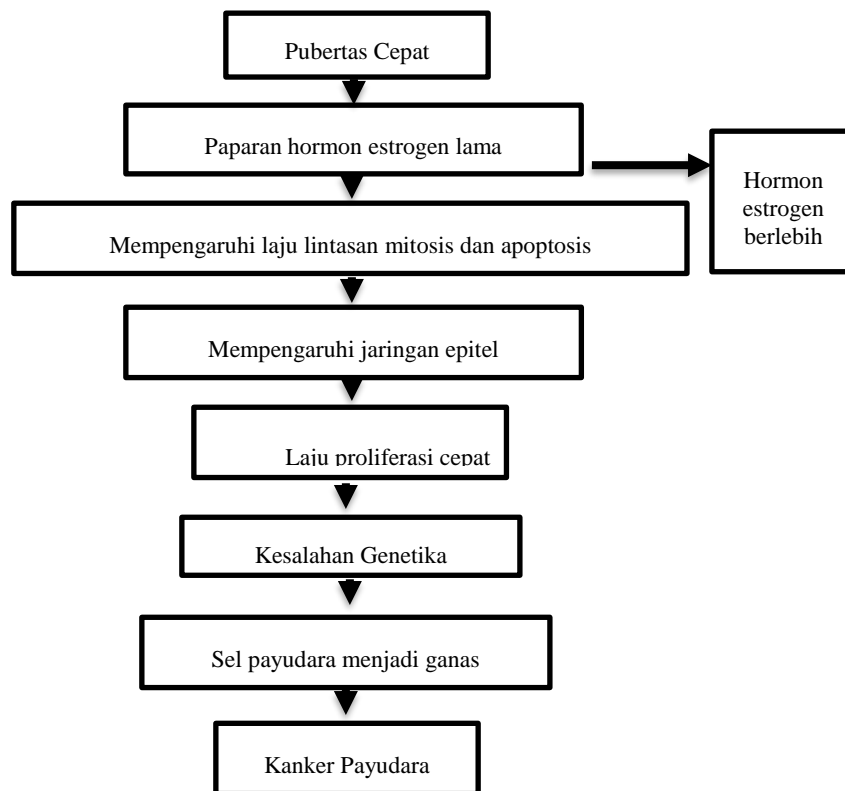 Pubertas Cepat
Paparan hormon estrogen lama
Hormon
estrogen
berlebih
Mempengaruhi laju lintasan mitosis dan apoptosis
Mempengaruhi jaringan epitel
Laju proliferasi cepat
Kesalahan Genetika
Sel payudara menjadi ganas
Kanker Payudara